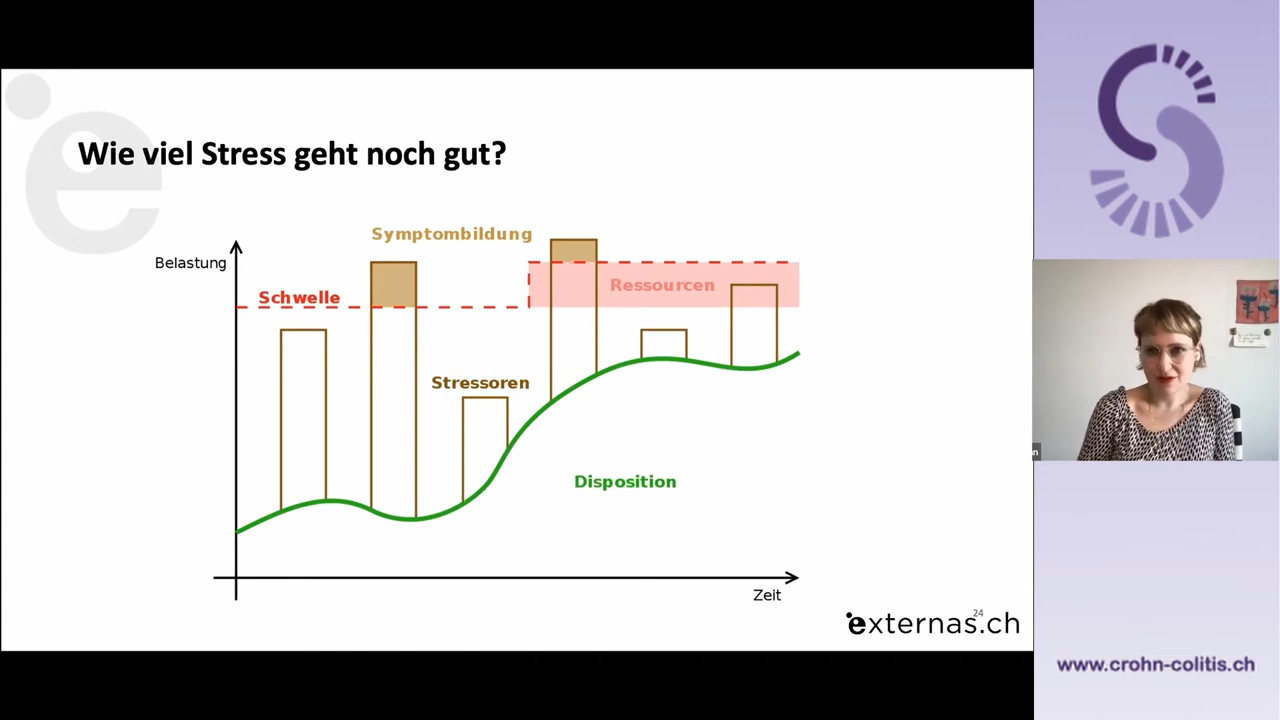 Wie viel Stress geht noch gut?
Symptombildung
Belastung
Schwelle
Ressourcen
Stressoren
Disposition
Zeit
24
externas.ch
n
www.crohn-colitis.ch